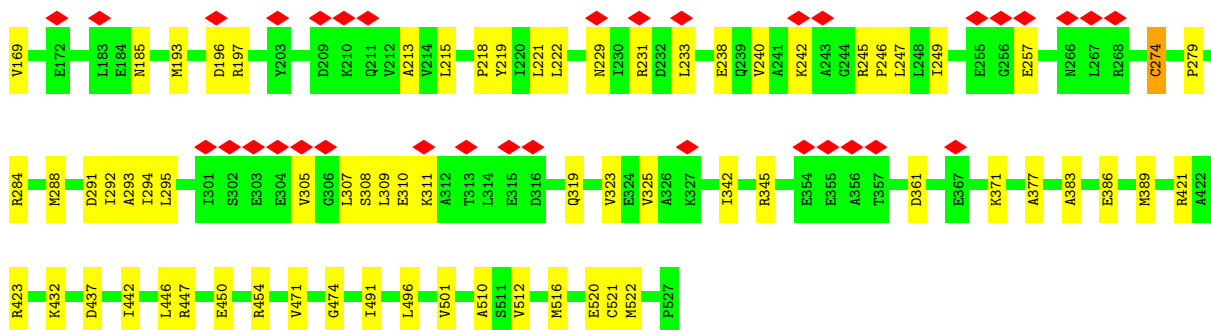 V169 E172 L183 E184 N185 M193 D196 R197 Y203 D209 K210 Q211 V212 A213 V214 L215 P218 Y219 I220 L221 L222 N229 I230 R231 D232 L233 E238 Q239 V240 A241 K242 A243 G244 R245 P246 L247 L248 I249 E255 G256 E257 N266 L267 R268 C274 P279
R284 M288 D291 I292 A293 I294 L295 I301 S302 E303 E304 V305 G306 L307 S308 L309 E310 K311 A312 T313 L314 E315 D316 Q319 V323 E324 V325 A326 K327 I342 R345 E354 E355 A356 T357 D361 E367 K371 A377 A383 E386 M389 R421 A422
R423 K432 D437 I442 L446 R447 E450 R454 V471 G474 I491 L496 V501 A510 S511 V512 M516 E520 C521 M522 P527